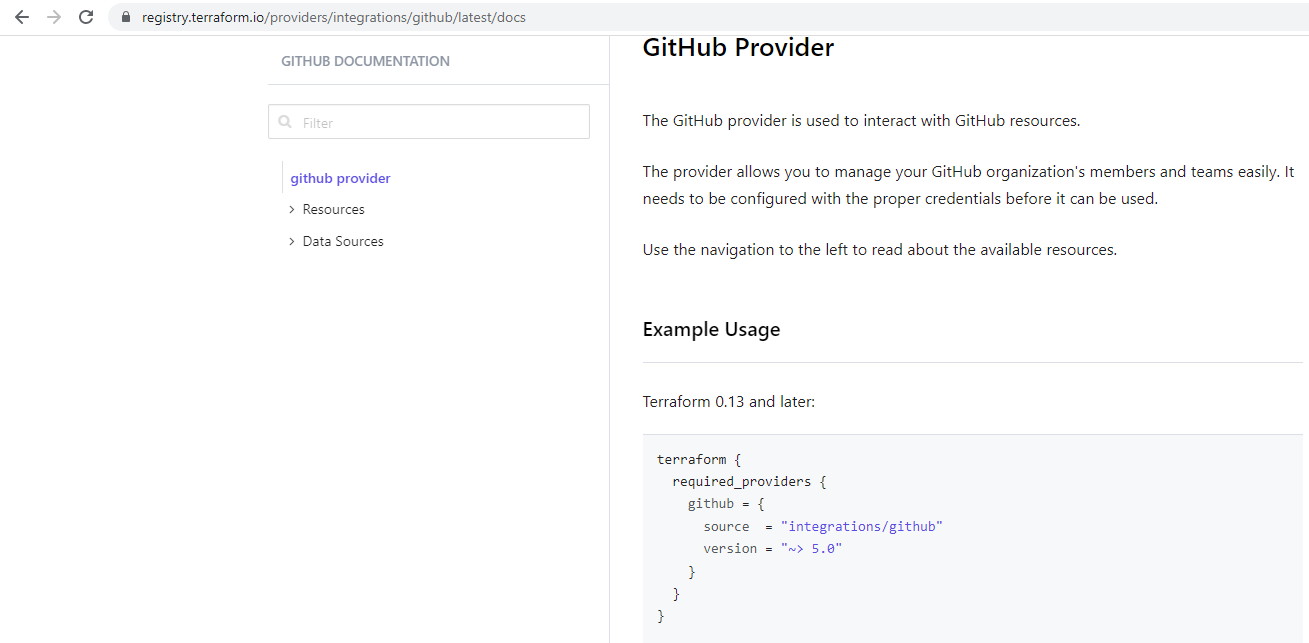 registry.terraform.io/providers/integrations/github/latest/docs
GITHUB DOCUMENTATION
Filter
github provider
Resources
Data Sources
GitHub Provider
The GitHub provider is used to interact with GitHub resources.
The provider allows you to manage your GitHub organization's members and teams easily. It
needs to be configured with the proper credentials before it can be used.
Use the navigation to the left to read about the available resources.
Example Usage
Terraform 0.13 and later:
terraform {
  required_providers {
    github = {
      source  = "integrations/github"
      version = "~> 5.0"
    }
  }
}